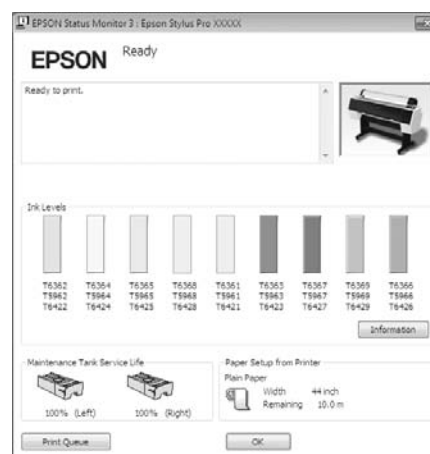 EPSON Status Monitor 3 : Epson Stylus Pro XXXXX
EPSON
Ready
Ready to print.
Ink Levels
T6362 T6364 T6365 T6368 T6361 T6363 T6367 T6369 T6366
T5962 T5964 T5965 T5968 T5961 T5963 T5967 T5969 T5966
T6422 T6424 T6425 T6428 T6421 T6423 T6427 T6429 T6426
Information
Maintenance Tank Service Life
100% (Left) 100% (Right)
Paper Setup from Printer
Plain Paper
Width 44 inch
Remaining 10.0 m
Print Queue
OK